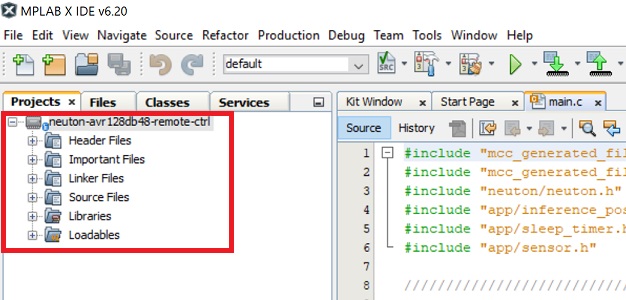 MPLAB X IDE v6.20
File Edit View Navigate Source Refactor Production Debug Team Tools Window Help
SRC default
Projects x Files Classes Services
Kit Window x Start Page x main.c x
neuton-avr128db48-remote-ctrl
Header Files
Important Files
Linker Files
Source Files
Libraries
Loadables
Source History
1 #include "mcc_generated_fil
2 #include "mcc_generated_fil
3 #include "neuton/neuton.h"
4 #include "app/inference_pos
5 #include "app/sleep_timer.h
6 #include "app/sensor.h"
7
8 //////////////////////////////